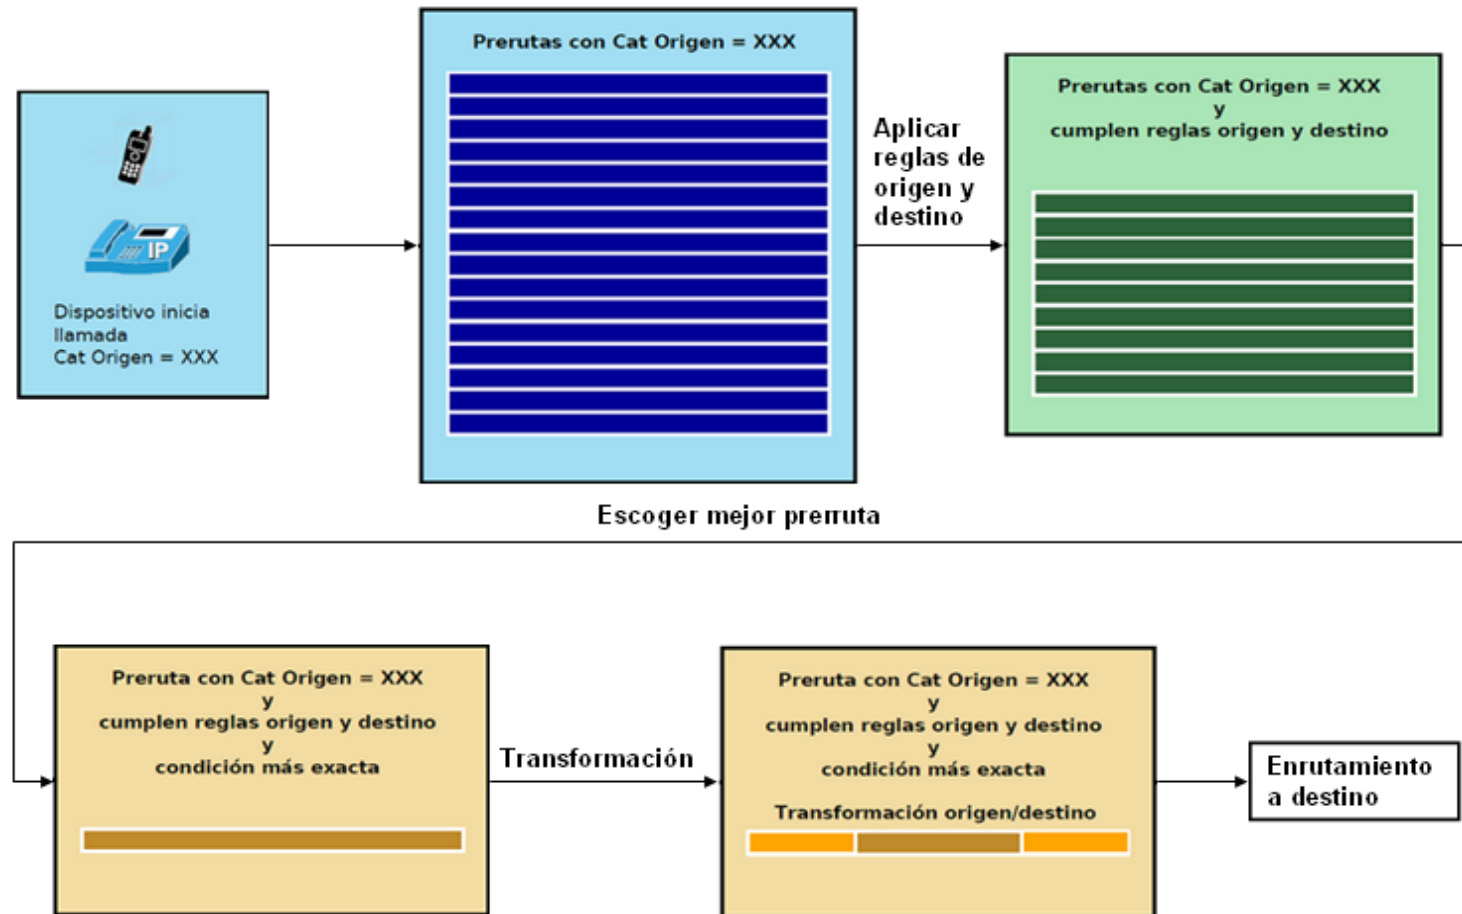 Prerutas con Cat Origen = XXX
Dispositivo inicia
llamada
Cat Origen = XXX
IP
Aplicar
reglas de
origen y
destino
Prerutas con Cat Origen = XXX
y
cumplen reglas origen y destino
Escoger mejor prerruta
Preruta con Cat Origen = XXX
y
cumplen reglas origen y destino
y
condición más exacta
Transformación
Preruta con Cat Origen = XXX
y
cumplen reglas origen y destino
y
condición más exacta
Transformación origen/destino
Enrutamiento
a destino